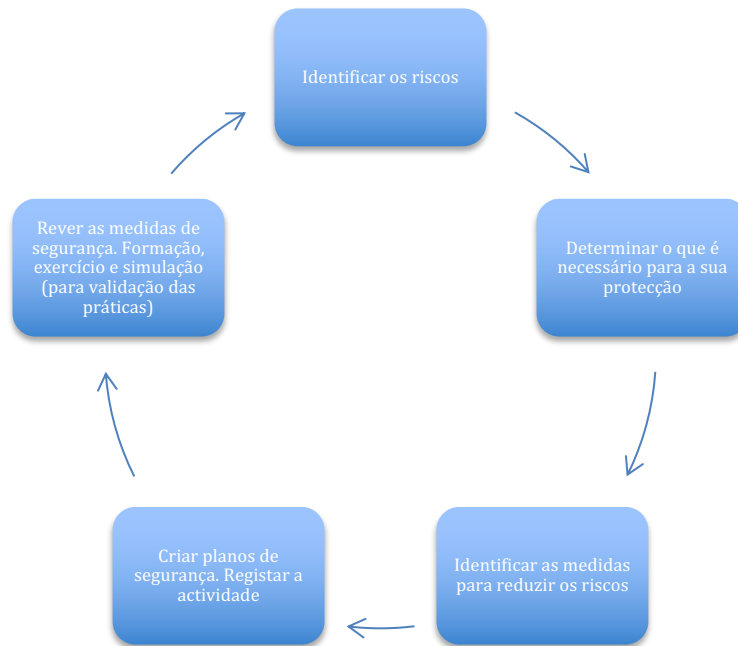 Identificar os riscos
Determinar o que é
necessário para a sua
protecção
Identificar as medidas
para reduzir os riscos
Criar planos de
segurança. Registar a
actividade
Rever as medidas de
segurança. Formação,
exercício e simulação
(para validação das
práticas)